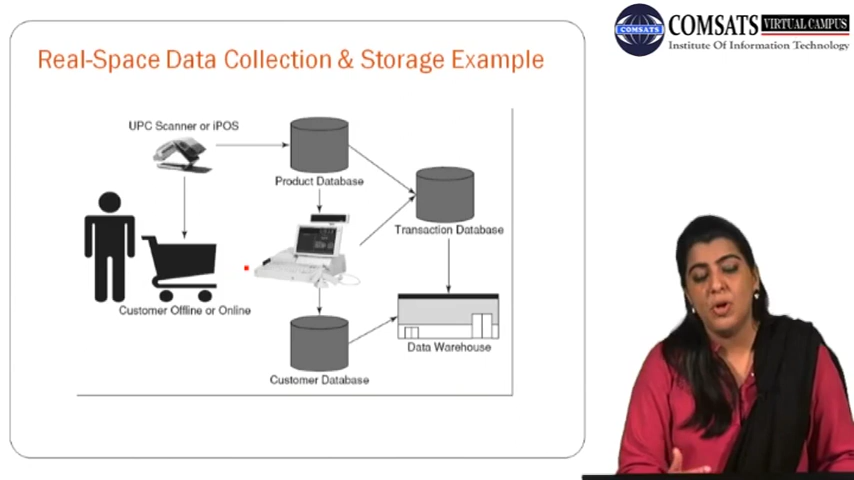 COMSATS VIRTUAL CAMPUS
Institute Of Information Technology
COMSATS
Real-Space Data Collection & Storage Example
UPC Scanner or iPOS
Product Database
Transaction Database
Customer Offline or Online
Data Warehouse
Customer Database